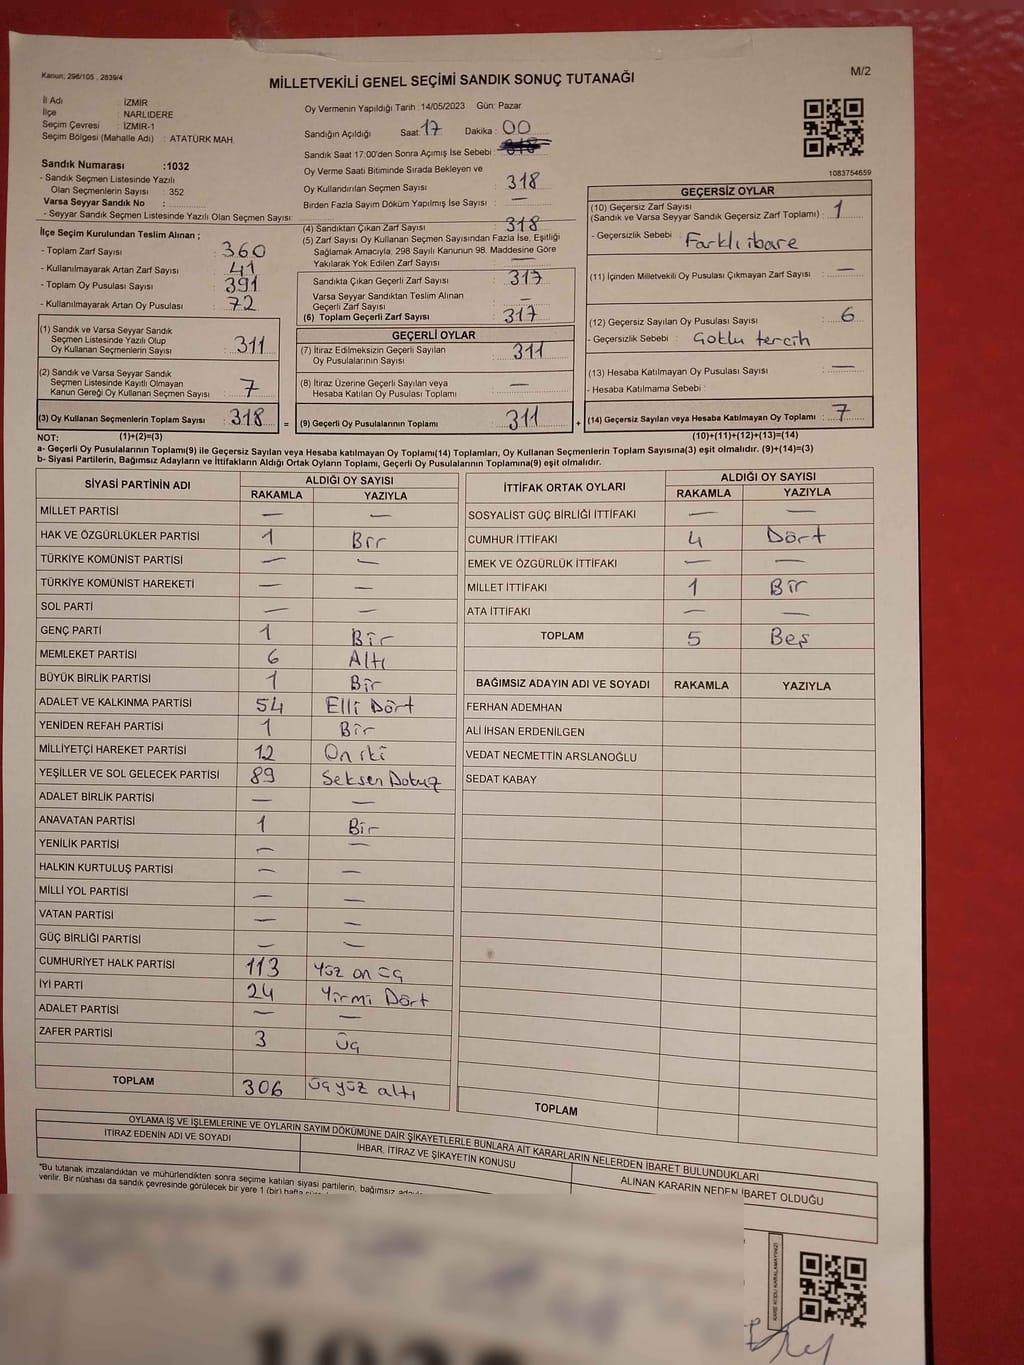 Kanun; 298/105 , 2839/4
MİLLETVEKİLİ GENEL SEÇİMİ SANDIK SONUÇ TUTANAĞI
M/2
İl Adı : İZMİR
İlçe : NARLIDERE
Seçim Çevresi : İZMİR-1
Seçim Bölgesi (Mahalle Adı) : ATATÜRK MAH.
Sandık Numarası :1032
- Sandık Seçmen Listesinde Yazılı
Olan Seçmenlerin Sayısı : 352
Varsa Seyyar Sandık No :
- Seyyar Sandık Seçmen Listesinde Yazılı Olan Seçmen Sayısı:
Oy Vermenin Yapıldığı Tarih :14/05/2023 Gün: Pazar
Sandığın Açıldığı Saat: 17 Dakika : 00
Sandık Saat 17:00'den Sonra Açımış İse Sebebi :
Oy Verme Saati Bitiminde Sırada Bekleyen ve
Oy Kullandırılan Seçmen Sayısı : 318
Birden Fazla Sayım Döküm Yapılmış İse Sayısı : —
(4) Sandıktan Çıkan Zarf Sayısı : 318
(5) Zarf Sayısı Oy Kullanan Seçmen Sayısından Fazla İse, Eşitliği
Sağlamak Amacıyla, 298 Sayılı Kanunun 98. Maddesine Göre
Yakılarak Yok Edilen Zarf Sayısı : —
Sandıkta Çıkan Geçerli Zarf Sayısı : 317
Varsa Seyyar Sandıktan Teslim Alınan
Geçerli Zarf Sayısı : —
(6) Toplam Geçerli Zarf Sayısı : 317
1083754659
İlçe Seçim Kurulundan Teslim Alınan ;
- Toplam Zarf Sayısı : 360
- Kullanılmayarak Artan Zarf Sayısı : 41
- Toplam Oy Pusulası Sayısı : 391
- Kullanılmayarak Artan Oy Pusulası : 72
(1) Sandık ve Varsa Seyyar Sandık
Seçmen Listesinde Yazılı Olup
Oy Kullanan Seçmenlerin Sayısı : 311
(2) Sandık ve Varsa Seyyar Sandık
Seçmen Listesinde Kayıtlı Olmayan
Kanun Gereği Oy Kullanan Seçmen Sayısı : 7
(3) Oy Kullanan Seçmenlerin Toplam Sayısı : 318
GEÇERLİ OYLAR
(7) İtiraz Edilmeksizin Geçerli Sayılan
Oy Pusulalarının Sayısı : 311
(8) İtiraz Üzerine Geçerli Sayılan veya
Hesaba Katılan Oy Pusulası Toplamı : —
= (9) Geçerli Oy Pusulalarının Toplamı : 311
GEÇERSİZ OYLAR
(10) Geçersiz Zarf Sayısı
(Sandık ve Varsa Seyyar Sandık Geçersiz Zarf Toplamı) : 1
- Geçersizlik Sebebi : Farklı ibare
(11) İçinden Milletvekili Oy Pusulası Çıkmayan Zarf Sayısı : —
(12) Geçersiz Sayılan Oy Pusulası Sayısı : 6
- Geçersizlik Sebebi : Çoklu tercih
(13) Hesaba Katılmayan Oy Pusulası Sayısı : —
- Hesaba Katılmama Sebebi :
+ (14) Geçersiz Sayılan veya Hesaba Katılmayan Oy Toplamı : 7
NOT: (1)+(2)=(3)
(10)+(11)+(12)+(13)=(14)
a- Geçerli Oy Pusulalarının Toplamı(9) ile Geçersiz Sayılan veya Hesaba katılmayan Oy Toplamı(14) Toplamları, Oy Kullanan Seçmenlerin Toplam Sayısına(3) eşit olmalıdır. (9)+(14)=(3)
b- Siyasi Partilerin, Bağımsız Adayların ve İttifakların Aldığı Ortak Oyların Toplamı, Geçerli Oy Pusulalarının Toplamına(9) eşit olmalıdır.
SİYASİ PARTİNİN ADI ALDIĞI OY SAYISI
RAKAMLA YAZIYLA
MİLLET PARTİSİ — —
HAK VE ÖZGÜRLÜKLER PARTİSİ 1 Bir
TÜRKİYE KOMÜNİST PARTİSİ — —
TÜRKİYE KOMÜNİST HAREKETİ — —
SOL PARTİ — —
GENÇ PARTİ 1 Bir
MEMLEKET PARTİSİ 6 Altı
BÜYÜK BİRLİK PARTİSİ 1 Bir
ADALET VE KALKINMA PARTİSİ 54 Elli Dört
YENİDEN REFAH PARTİSİ 1 Bir
MİLLİYETÇİ HAREKET PARTİSİ 12 On iki
YEŞİLLER VE SOL GELECEK PARTİSİ 89 Seksen Dokuz
ADALET BİRLİK PARTİSİ — —
ANAVATAN PARTİSİ 1 Bir
YENİLİK PARTİSİ — —
HALKIN KURTULUŞ PARTİSİ — —
MİLLİ YOL PARTİSİ — —
VATAN PARTİSİ — —
GÜÇ BİRLİĞİ PARTİSİ — —
CUMHURİYET HALK PARTİSİ 113 Yüz on üç
İYİ PARTİ 24 Yirmi Dört
ADALET PARTİSİ — —
ZAFER PARTİSİ 3 Üç
TOPLAM 306 Üç yüz altı
İTTİFAK ORTAK OYLARI ALDIĞI OY SAYISI
RAKAMLA YAZIYLA
SOSYALİST GÜÇ BİRLİĞİ İTTİFAKI — —
CUMHUR İTTİFAKI 4 Dört
EMEK VE ÖZGÜRLÜK İTTİFAKI — —
MİLLET İTTİFAKI 1 Bir
ATA İTTİFAKI — —
TOPLAM 5 Beş
BAĞIMSIZ ADAYIN ADI VE SOYADI RAKAMLA YAZIYLA
FERHAN ADEMHAN
ALİ İHSAN ERDENİLGEN
VEDAT NECMETTİN ARSLANOĞLU
SEDAT KABAY
TOPLAM
OYLAMA İŞ VE İŞLEMLERİNE VE OYLARIN SAYIM DÖKÜMÜNE DAİR ŞİKAYETLERLE BUNLARA AİT KARARLARIN NELERDEN İBARET BULUNDUKLARI
İTİRAZ EDENİN ADI VE SOYADI İHBAR, İTİRAZ VE ŞİKAYETİN KONUSU ALINAN KARARIN NEDEN İBARET OLDUĞU
"Bu tutanak imzalandıktan ve mühürlendikten sonra seçime katılan siyasi partilerin, bağımsız
verilir. Bir nüshası da sandık çevresinde görülecek bir yere 1 (bir) hafta
KARE KODU KARALAMAYINIZ!